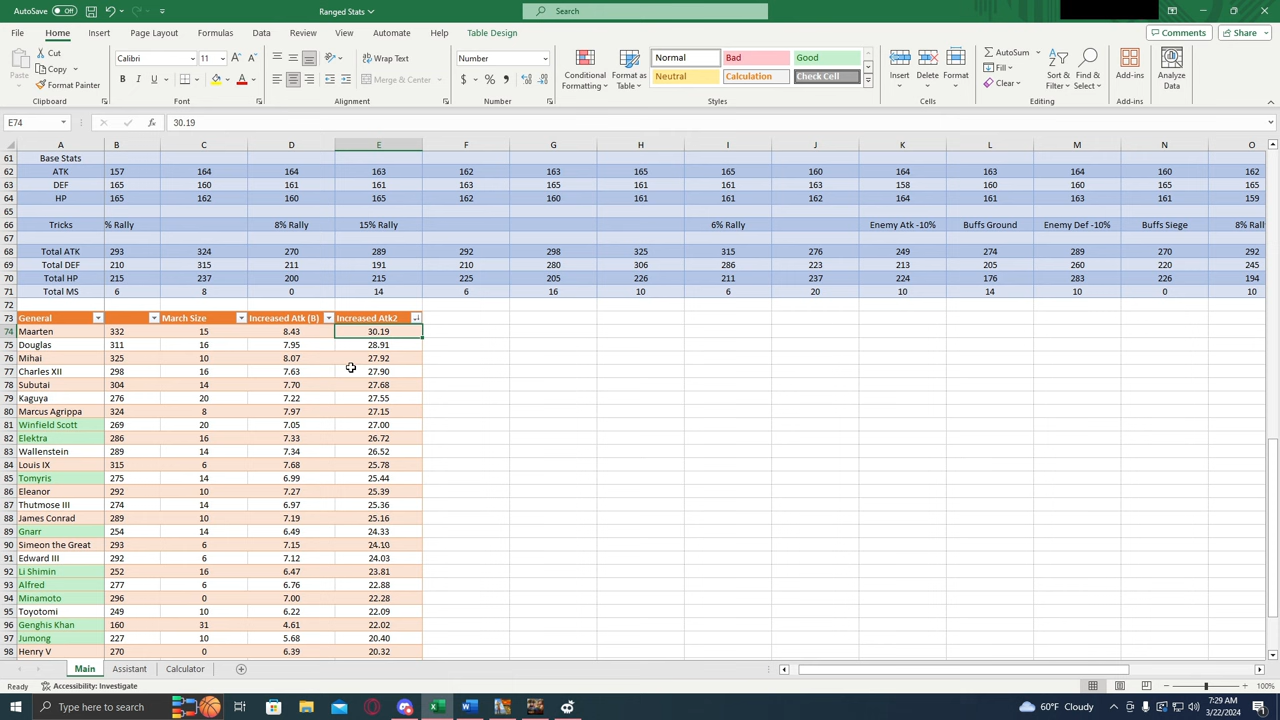 AutoSave Off Ranged Stats Search
File Home Insert Page Layout Formulas Data Review View Automate Help Table Design Comments Share
Paste Cut Copy Format Painter Clipboard
Calibri 11 B I U Font
Wrap Text Merge & Center Alignment
Number $ % Number
Conditional Formatting Format as Table Normal Bad Good Neutral Calculation Check Cell Styles
Insert Delete Format Cells
AutoSum Fill Clear Sort & Filter Find & Select Editing
Add-ins Add-ins Analyze Data
E74 fx 30.19
A B C D E F G H I J K L M N O
61 Base Stats
62 ATK 157 164 164 163 162 163 165 165 160 164 163 164 160 162
63 DEF 165 160 161 161 163 165 161 161 163 158 160 160 165 165
64 HP 165 162 160 165 162 160 165 165 162 164 160 161 165 159
65
66 Tricks % Rally 8% Rally 15% Rally 6% Rally Enemy Atk -10% Buffs Ground Enemy Def -10% Buffs Siege 8% Rall
67
68 Total ATK 293 324 270 289 292 298 325 315 276 249 274 289 270 292
69 Total DEF 210 315 211 191 210 280 306 286 223 213 205 260 220 245
70 Total HP 215 237 200 215 225 205 226 211 237 224 176 283 226 194
71 Total MS 6 8 0 14 6 16 10 6 20 10 14 10 0 10
72
73 General March Size Increased Atk (B) Increased Atk2
74 Maarten 332 15 8.43 30.19
75 Douglas 311 16 7.95 28.91
76 Mihai 325 10 8.07 27.92
77 Charles XII 298 16 7.63 27.90
78 Subutai 304 14 7.70 27.68
79 Kaguya 276 20 7.22 27.55
80 Marcus Agrippa 324 8 7.97 27.15
81 Winfield Scott 269 20 7.05 27.00
82 Elektra 286 16 7.33 26.72
83 Wallenstein 289 14 7.34 26.52
84 Louis IX 315 6 7.68 25.78
85 Tomyris 275 14 6.99 25.44
86 Eleanor 292 10 7.27 25.39
87 Thutmose III 274 14 6.97 25.36
88 James Conrad 289 10 7.19 25.16
89 Gnarr 254 14 6.49 24.33
90 Simeon the Great 293 6 7.15 24.10
91 Edward III 292 6 7.12 24.03
92 Li Shimin 252 16 6.47 23.81
93 Alfred 277 6 6.76 22.88
94 Minamoto 296 0 7.00 22.28
95 Toyotomi 249 10 6.22 22.09
96 Genghis Khan 160 31 4.61 22.02
97 Jumong 227 10 5.68 20.40
98 Henry V 270 0 6.39 20.32
Main Assistant Calculator
Ready Accessibility: Investigate 100%
Type here to search 60°F Cloudy 7:29 AM
3/22/2024